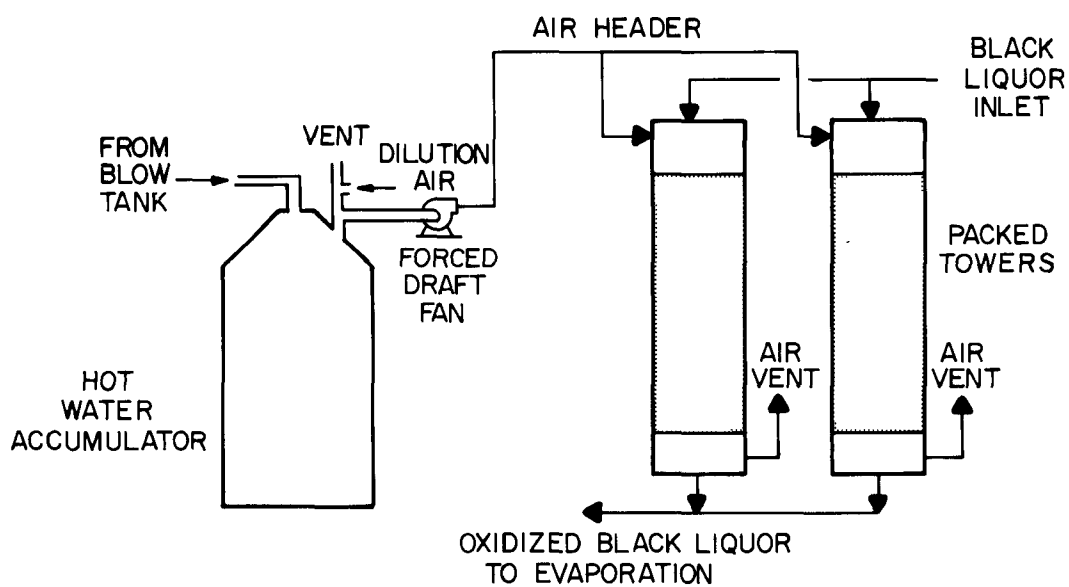 AIR HEADER
BLACK
LIQUOR
INLET
VENT
FROM
BLOW
TANK
DILUTION
AIR
FORCED
DRAFT
FAN
PACKED
TOWERS
AIR
VENT
AIR
VENT
HOT
WATER
ACCUMULATOR
OXIDIZED BLACK LIQUOR
TO EVAPORATION